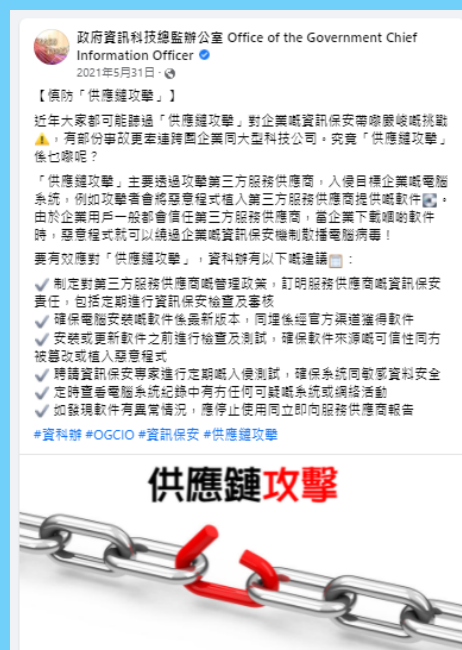 政府資訊科技總監辦公室 Office of the Government Chief
Information Officer
2021年5月31日 ·
【慎防「供應鏈攻擊」】
近年大家都可能聽過「供應鏈攻擊」對企業嘅資訊保安帶嚟嚴峻嘅挑戰
⚠️，有部份事故更牽連跨國企業同大型科技公司。究竟「供應鏈攻擊」
係乜嚟呢？
「供應鏈攻擊」主要透過攻擊第三方服務供應商，入侵目標企業嘅電腦
系統，例如攻擊者會將惡意程式植入第三方服務供應商提供嘅軟件💽。
由於企業用戶一般都會信任第三方服務供應商，當企業下載嗰啲軟件
時，惡意程式就可以繞過企業嘅資訊保安機制散播電腦病毒！
要有效應對「供應鏈攻擊」，資科辦有以下嘅建議📋：
✔️ 制定對第三方服務供應商嘅管理政策，訂明服務供應商嘅資訊保安
責任，包括定期進行資訊保安檢查及審核
✔️ 確保電腦安裝嘅軟件係最新版本，同埋係經官方渠道獲得軟件
✔️ 安裝或更新軟件之前進行檢查及測試，確保軟件來源嘅可信性同冇
被篡改或植入惡意程式
✔️ 聘請資訊保安專家進行定期嘅入侵測試，確保系統同敏感資料安全
✔️ 定時查看電腦系統紀錄中有冇任何可疑嘅系統或網絡活動
✔️ 如發現軟件有異常情況，應停止使用同立即向服務供應商報告
#資科辦 #OGCIO #資訊保安 #供應鏈攻擊
供應鏈攻擊